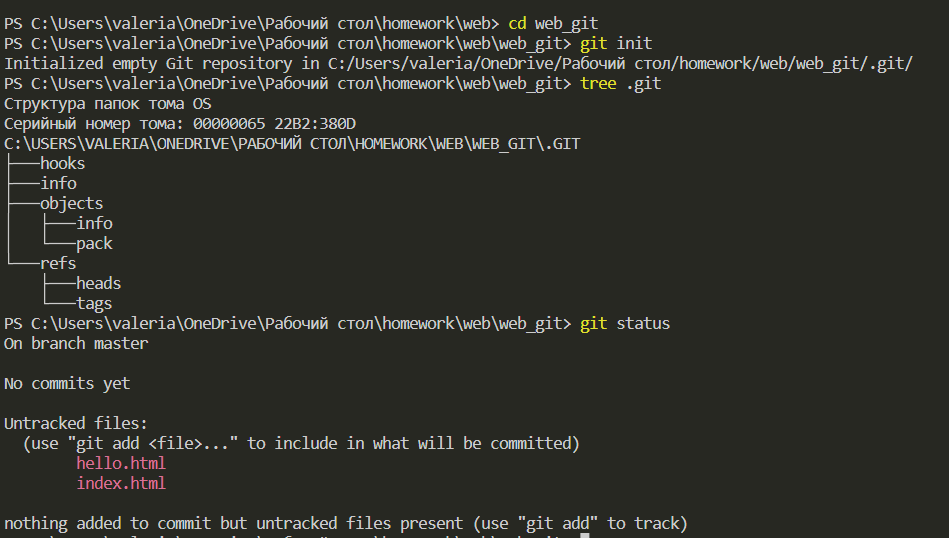 PS C:\Users\valeria\OneDrive\Рабочий стол\homework\web> cd web_git
PS C:\Users\valeria\OneDrive\Рабочий стол\homework\web\web_git> git init
Initialized empty Git repository in C:/Users/valeria/OneDrive/Рабочий стол/homework/web/web_git/.git/
PS C:\Users\valeria\OneDrive\Рабочий стол\homework\web\web_git> tree .git
Структура папок тома OS
Серийный номер тома: 00000065 22B2:380D
C:\USERS\VALERIA\ONEDRIVE\РАБОЧИЙ СТОЛ\HOMEWORK\WEB\WEB_GIT\.GIT
├───hooks
├───info
├───objects
│   ├───info
│   └───pack
└───refs
    ├───heads
    └───tags
PS C:\Users\valeria\OneDrive\Рабочий стол\homework\web\web_git> git status
On branch master
No commits yet
Untracked files:
  (use "git add <file>..." to include in what will be committed)
        hello.html
        index.html
nothing added to commit but untracked files present (use "git add" to track)